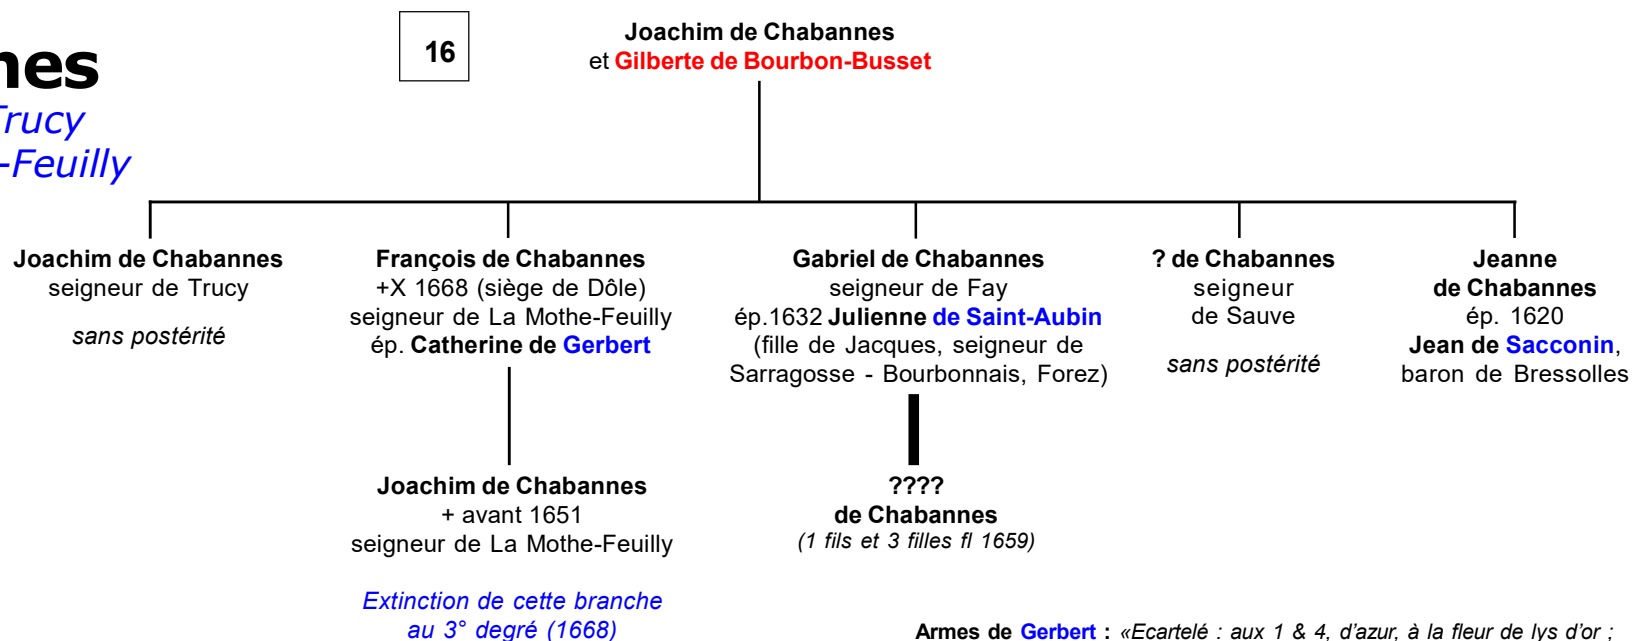 nes
Trucy
-Feuilly
16
Joachim de Chabannes
et Gilberte de Bourbon-Busset
Joachim de Chabannes
seigneur de Trucy
sans postérité
François de Chabannes
+X 1668 (siège de Dôle)
seigneur de La Mothe-Feuilly
ép. Catherine de Gerbert
Gabriel de Chabannes
seigneur de Fay
ép.1632 Julienne de Saint-Aubin
(fille de Jacques, seigneur de
Sarragosse - Bourbonnais, Forez)
? de Chabannes
seigneur
de Sauve
sans postérité
Jeanne
de Chabannes
ép. 1620
Jean de Sacconin,
baron de Bressolles
Joachim de Chabannes
+ avant 1651
seigneur de La Mothe-Feuilly
????
de Chabannes
(1 fils et 3 filles fl 1659)
Extinction de cette branche
au 3° degré (1668)
Armes de Gerbert : «Ecartelé : aux 1 & 4, d'azur, à la fleur de lys d'or ;